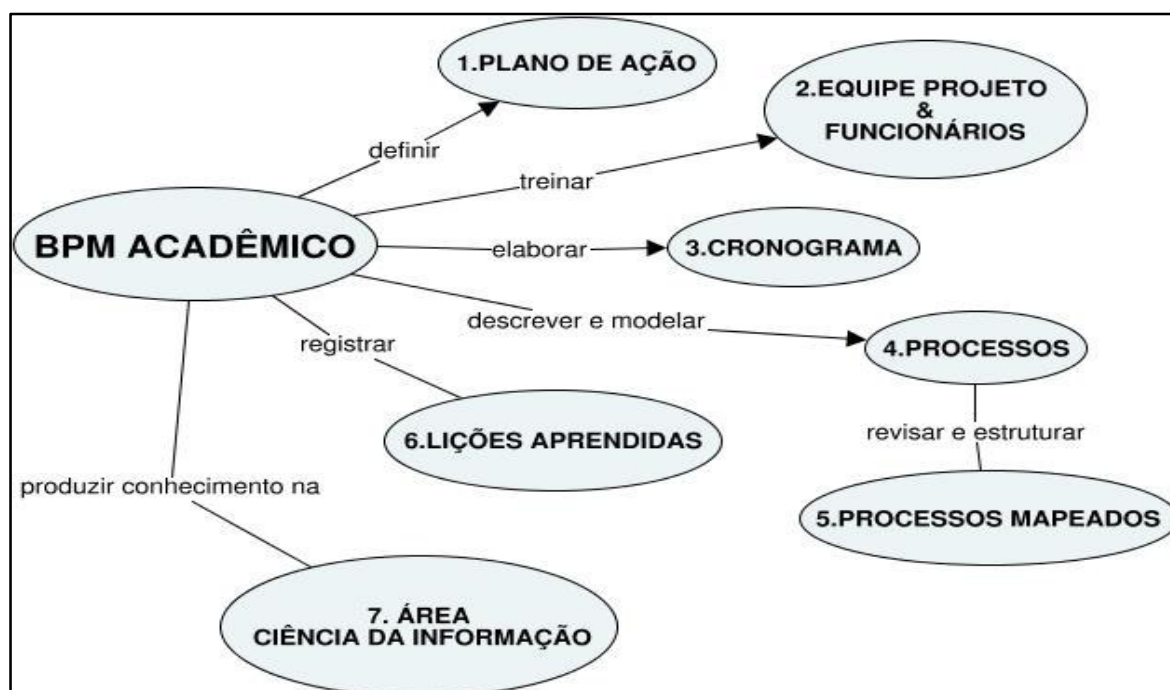 1.PLANO DE AÇÃO
2.EQUIPE PROJETO
&
FUNCIONÁRIOS
definir
treinar
BPM ACADÊMICO
elaborar
3.CRONOGRAMA
descrever e modelar
4.PROCESSOS
registrar
6.LIÇÕES APRENDIDAS
revisar e estruturar
produzir conhecimento na
5.PROCESSOS MAPEADOS
7. ÁREA
CIÊNCIA DA INFORMAÇÃO